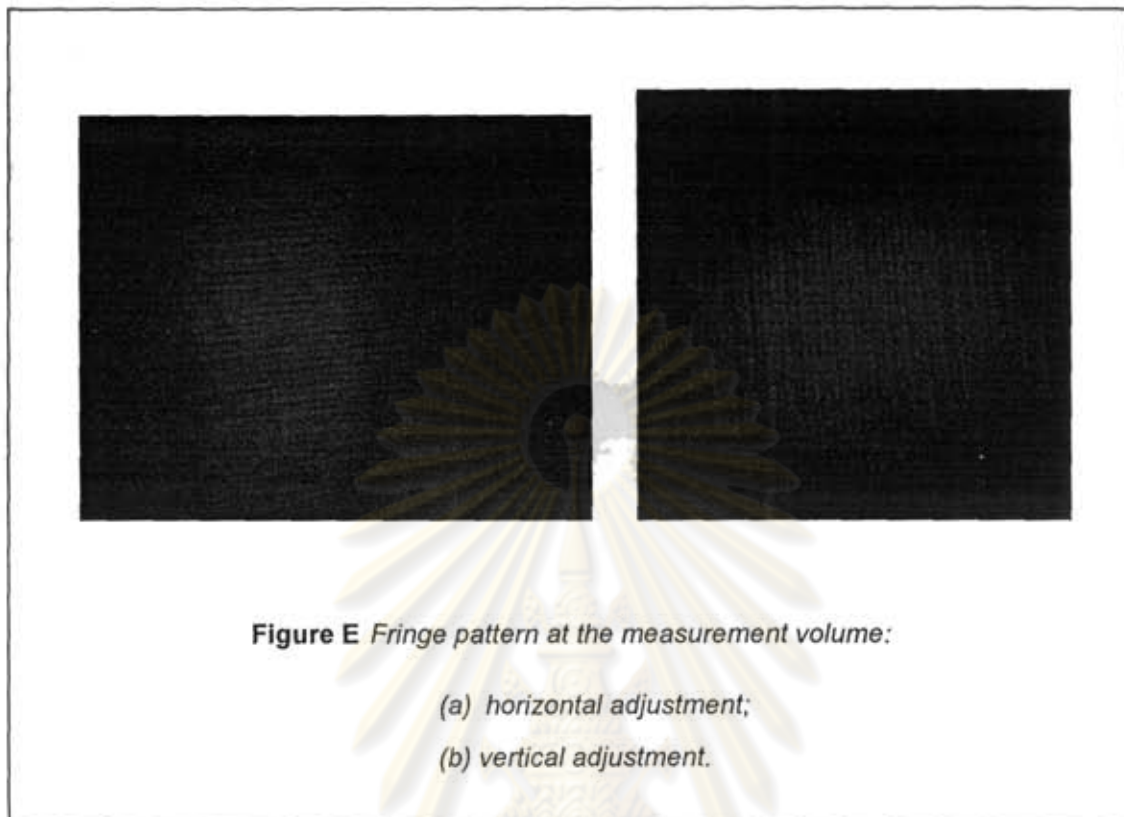 Figure E Fringe pattern at the measurement volume:
(a) horizontal adjustment;
(b) vertical adjustment.